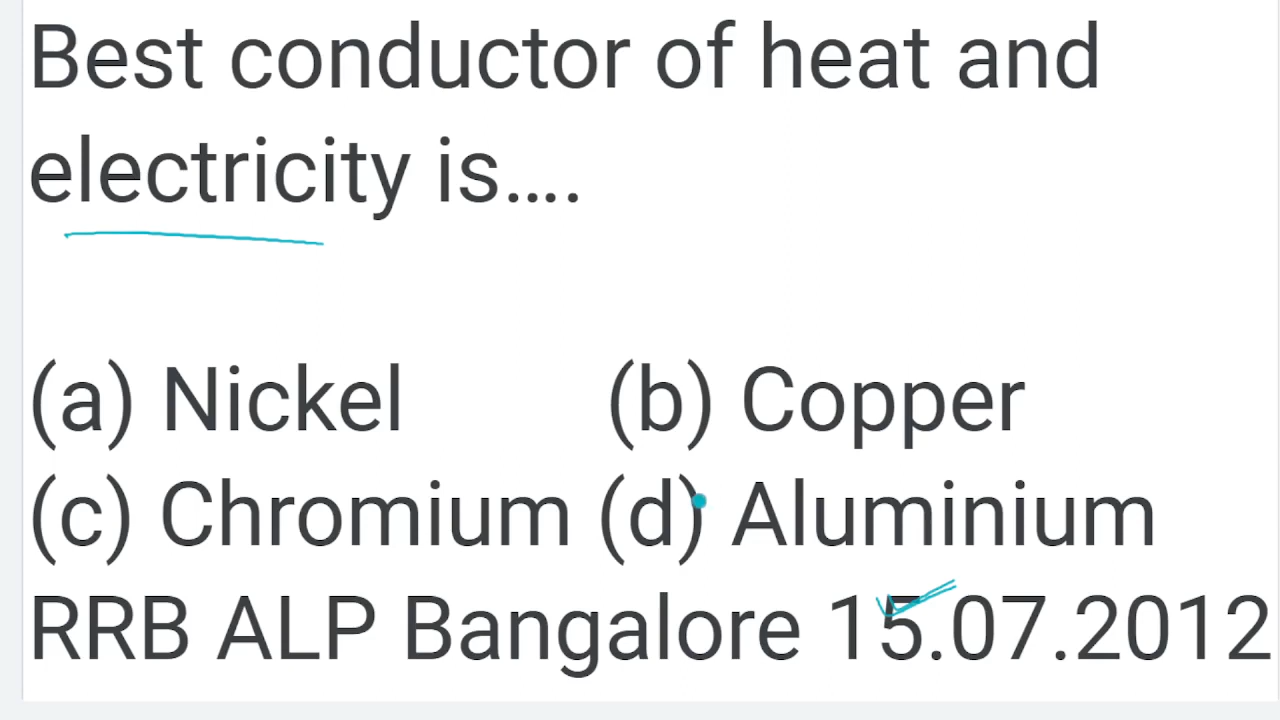 Best conductor of heat and
electricity is....
(a) Nickel (b) Copper
(c) Chromium (d) Aluminium
RRB ALP Bangalore 15.07.2012